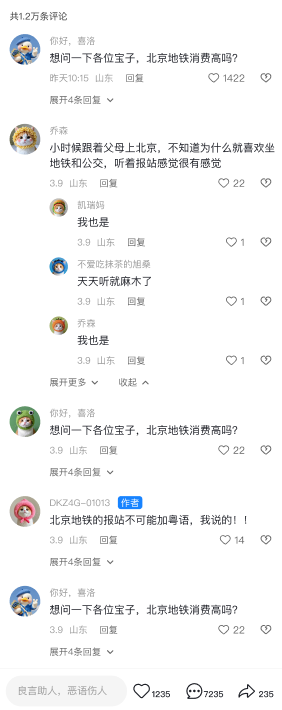 共1.2万条评论
你好，喜洛
想问一下各位宝子，北京地铁消费高吗？
昨天10:15 山东 回复 1422
展开4条回复
乔森
小时候跟着父母上北京，不知道为什么就喜欢坐
地铁和公交，听着报站感觉很有感觉
3.9 山东 回复 22
凯瑞妈
我也是
3.9 山东 回复 1
不爱吃抹茶的旭桑
天天听就麻木了
3.9 山东 回复 1
乔森
我也是
3.9 山东 回复 1
展开更多 收起
你好，喜洛
想问一下各位宝子，北京地铁消费高吗？
3.9 山东 回复 22
展开4条回复
DKZ4G-01013 作者
北京地铁的报站不可能加粤语，我说的！！
3.9 山东 回复 14
展开4条回复
你好，喜洛
想问一下各位宝子，北京地铁消费高吗？
3.9 山东 回复 22
展开4条回复
良言助人，恶语伤人 1235 7235 235